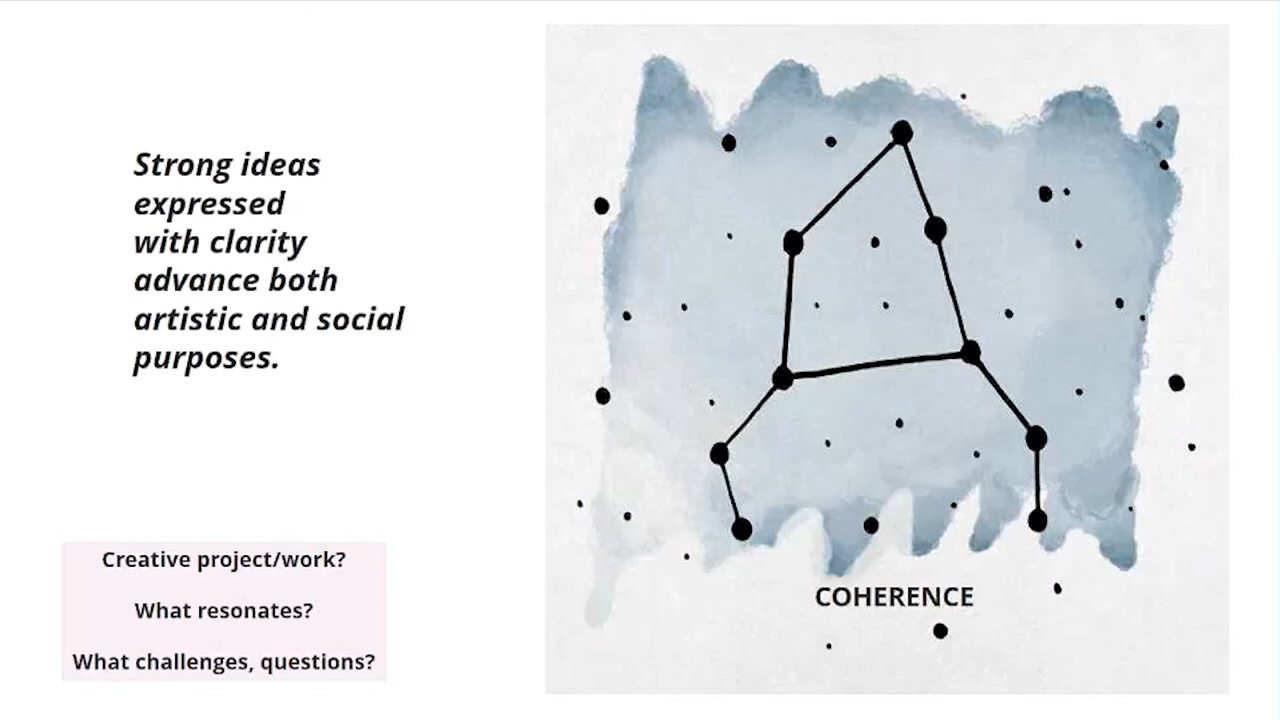 Strong ideas
expressed
with clarity
advance both
artistic and social
purposes.
Creative project/work?
What resonates?
What challenges, questions?
COHERENCE